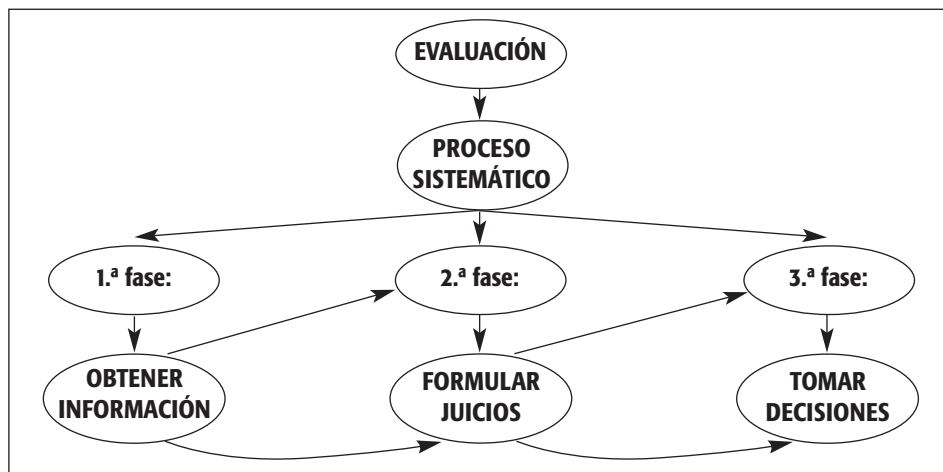 EVALUACIÓN
PROCESO
SISTEMÁTICO
1.ª fase:
2.ª fase:
3.ª fase:
OBTENER
INFORMACIÓN
FORMULAR
JUICIOS
TOMAR
DECISIONES